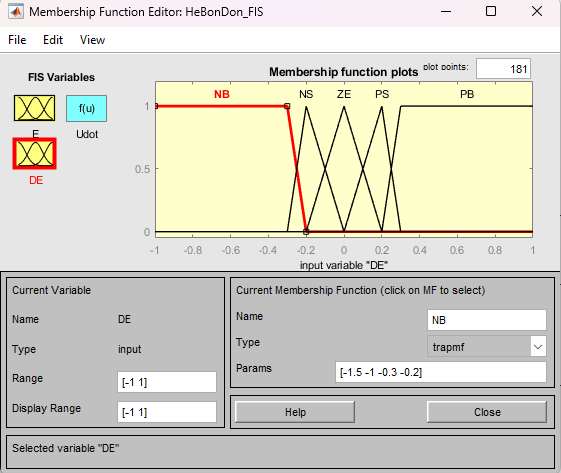 Membership Function Editor: HeBonDon_FIS
File Edit View
FIS Variables
f(u)
E Udot
DE
Membership function plots plot points: 181
NB NS ZE PS PB
1
0.5
0
-1 -0.8 -0.6 -0.4 -0.2 0 0.2 0.4 0.6 0.8 1
input variable "DE"
Current Variable
Name DE
Type input
Range [-1 1]
Display Range [-1 1]
Current Membership Function (click on MF to select)
Name NB
Type trapmf
Params [-1.5 -1 -0.3 -0.2]
Help Close
Selected variable "DE"